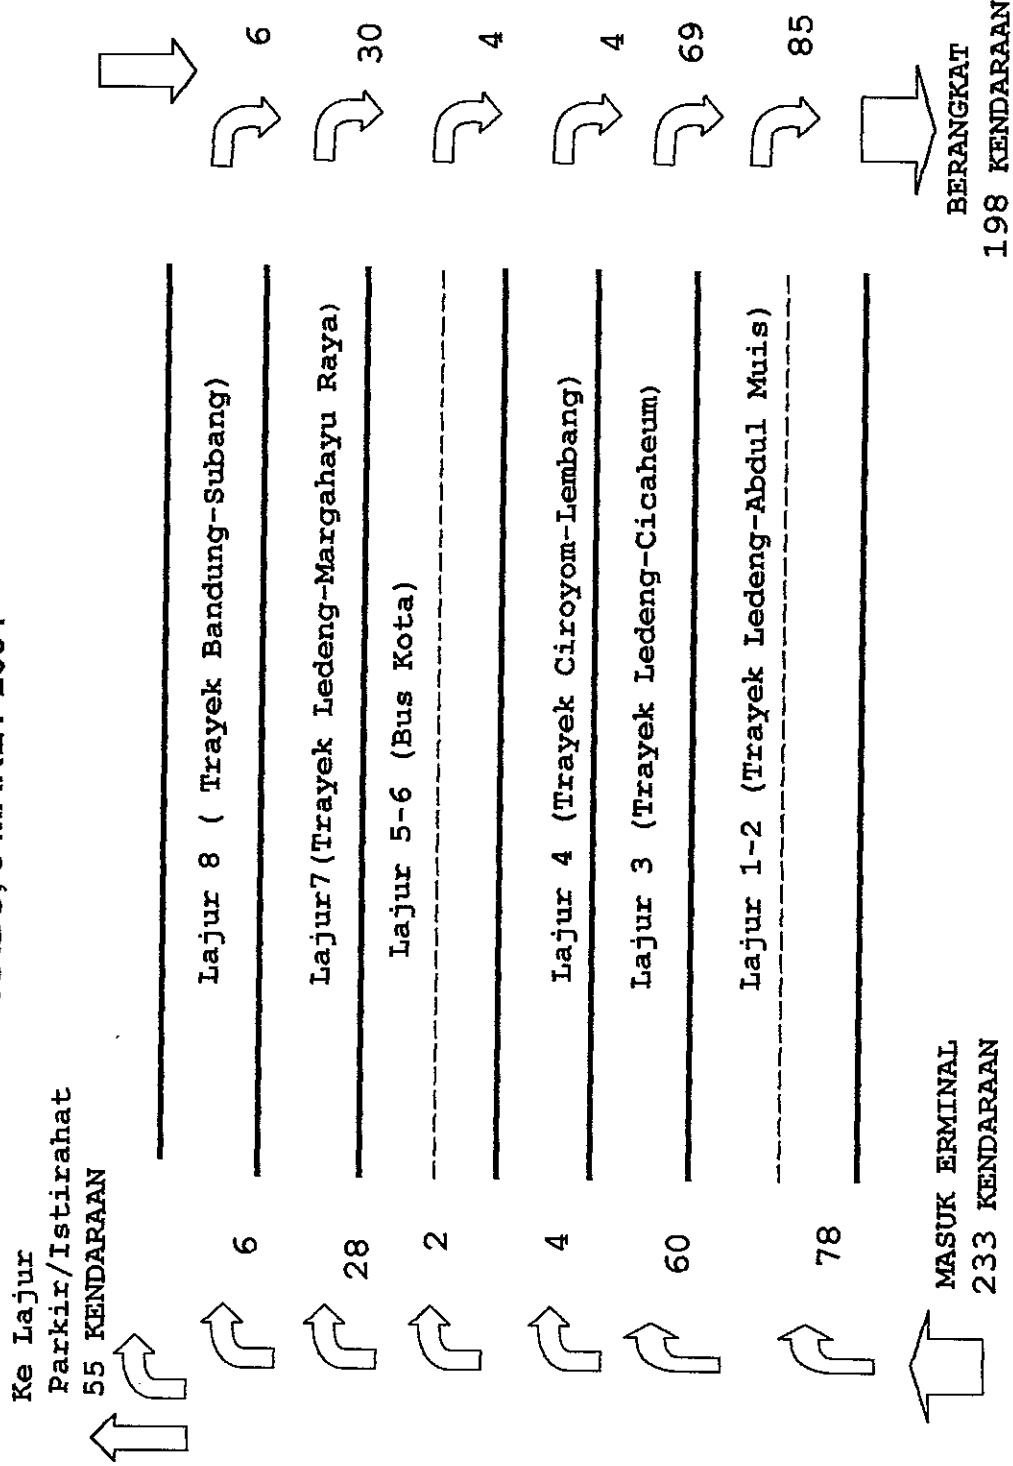 Ke Lajur
Parkir/Istirahat
55 KENDARAAN
6
Lajur 8 ( Trayek Bandung-Subang)
6
28
Lajur7(Trayek Ledeng-Margahayu Raya)
30
2
Lajur 5-6 (Bus Kota)
4
4
Lajur 4 (Trayek Ciroyom-Lembang)
4
60
Lajur 3 (Trayek Ledeng-Cicaheum)
69
78
Lajur 1-2 (Trayek Ledeng-Abdul Muis)
85
MASUK ERMINAL
233 KENDARAAN
BERANGKAT
198 KENDARAAN